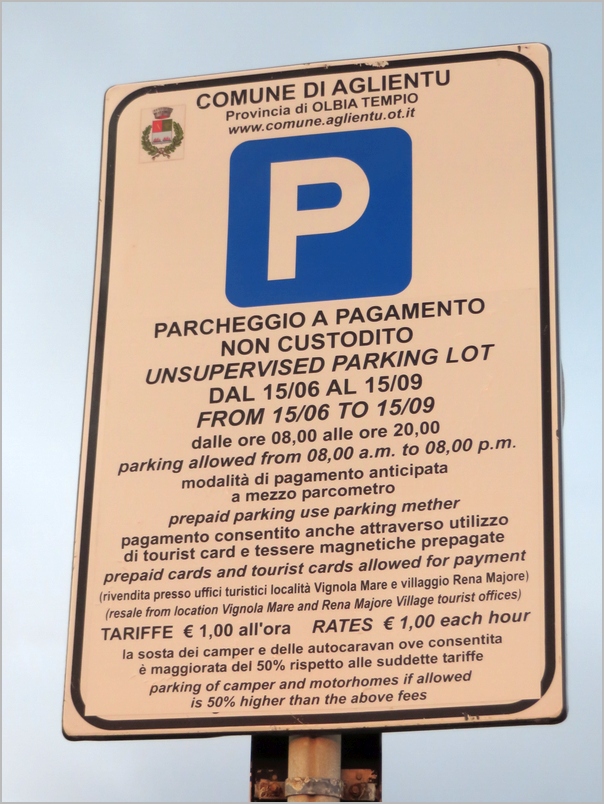 COMUNE DI AGLIENTU
Provincia di OLBIA TEMPIO
www.comune.aglientu.ot.it
P
PARCHEGGIO A PAGAMENTO
NON CUSTODITO
UNSUPERVISED PARKING LOT
DAL 15/06 AL 15/09
FROM 15/06 TO 15/09
dalle ore 08,00 alle ore 20,00
parking allowed from 08,00 a.m. to 08,00 p.m.
modalità di pagamento anticipata
a mezzo parcometro
prepaid parking use parking mether
pagamento consentito anche attraverso utilizzo
di tourist card e tessere magnetiche prepagate
prepaid cards and tourist cards allowed for payment
(rivendita presso uffici turistici località Vignola Mare e villaggio Rena Majore)
(resale from location Vignola Mare and Rena Majore Village tourist offices)
TARIFFE € 1,00 all'ora RATES € 1,00 each hour
la sosta dei camper e delle autocaravan ove consentita
è maggiorata del 50% rispetto alle suddette tariffe
parking of camper and motorhomes if allowed
is 50% higher than the above fees